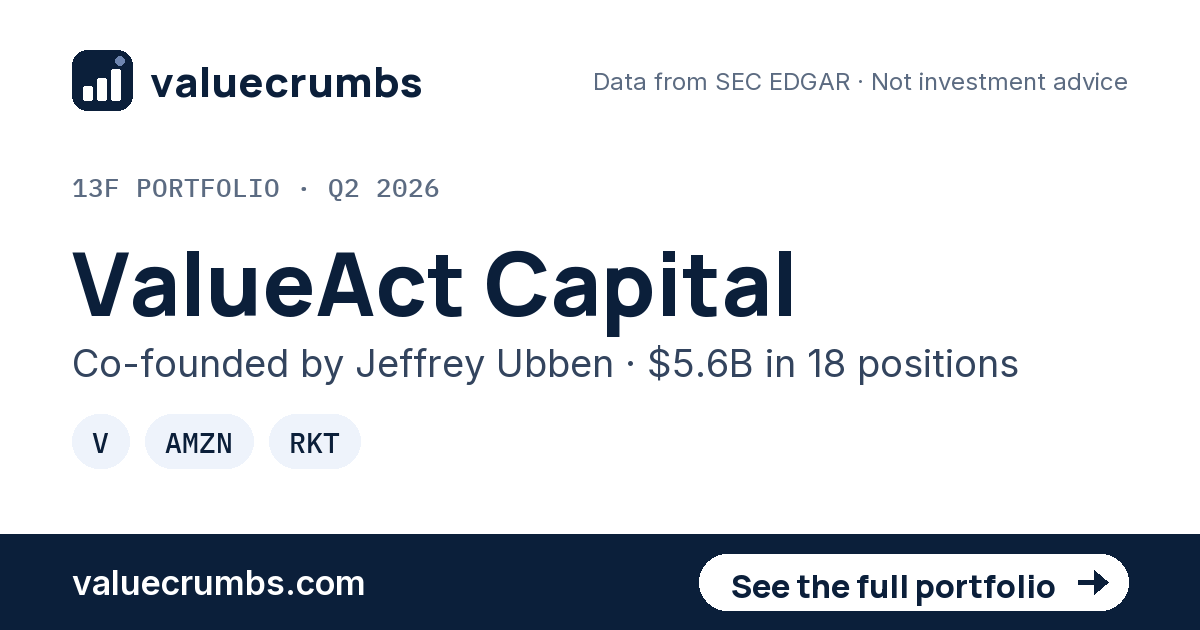 valuecrumbs
Data from SEC EDGAR · Not investment advice
13F PORTFOLIO · Q2 2026
ValueAct Capital
Co-founded by Jeffrey Ubben · $5.6B in 18 positions
V AMZN RKT
valuecrumbs.com
See the full portfolio →